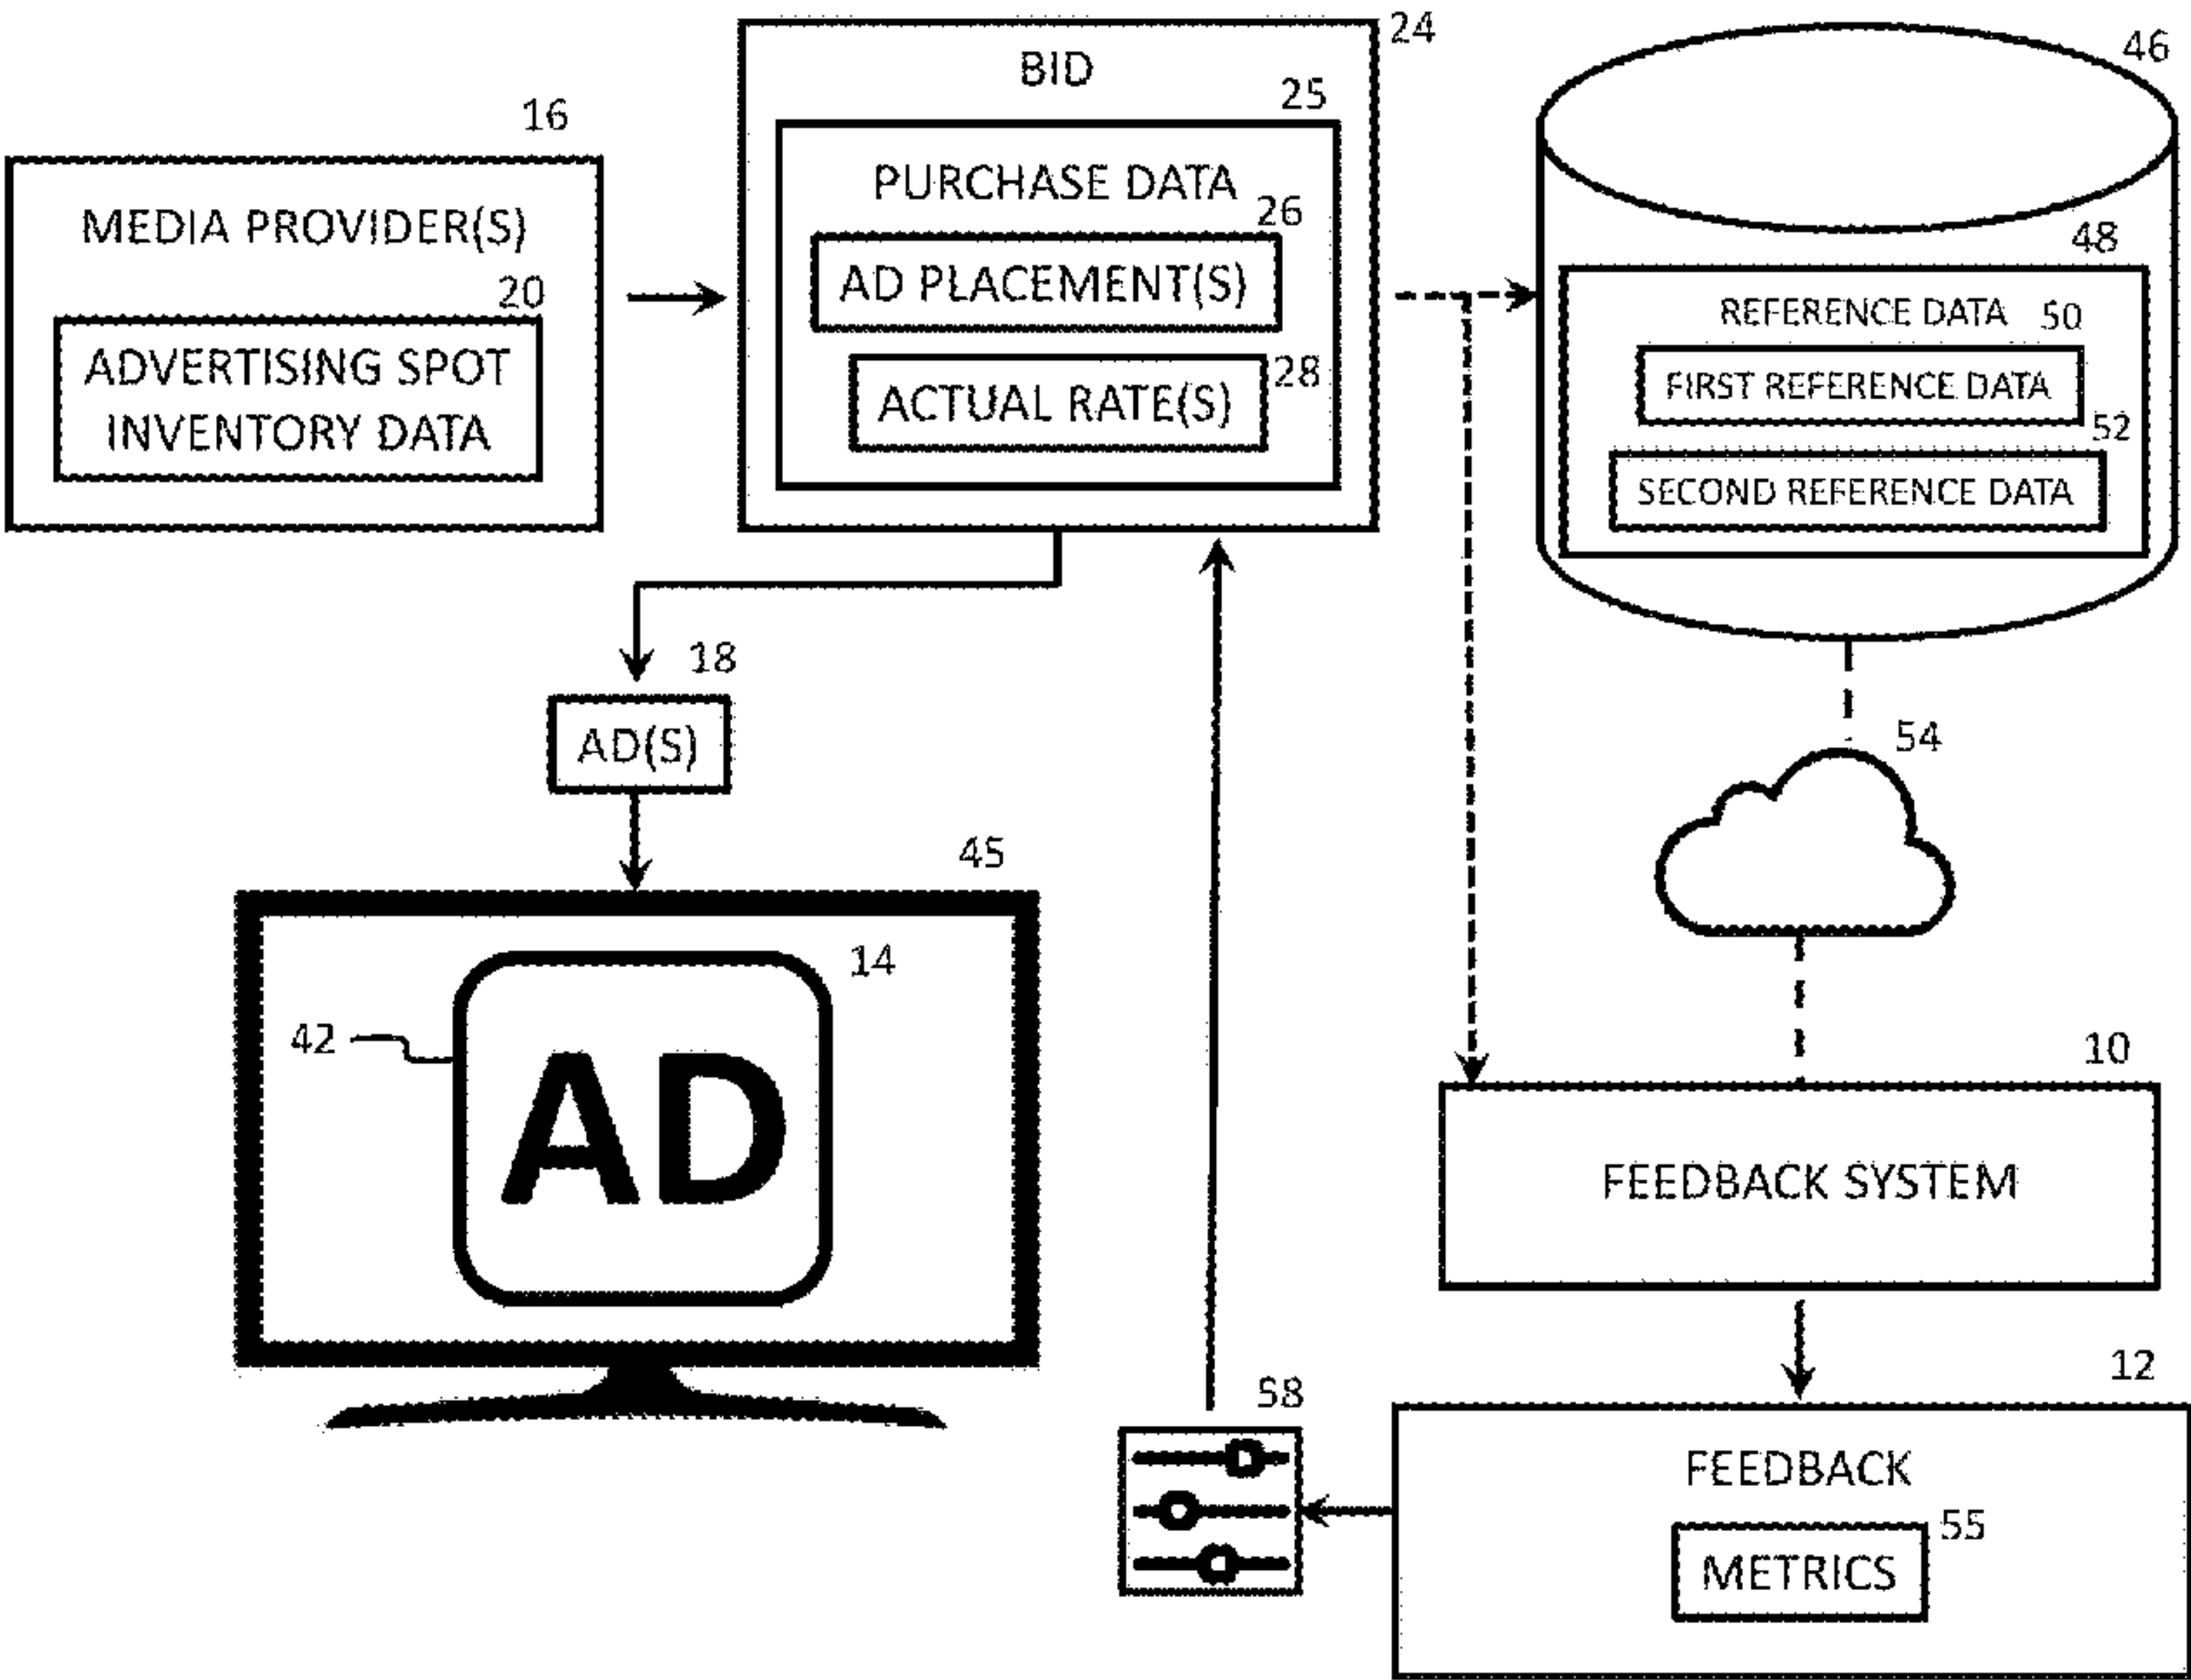 16
MEDIA PROVIDER(S)
20
ADVERTISING SPOT
INVENTORY DATA
24
BID
25
PURCHASE DATA
26
AD PLACEMENT(S)
28
ACTUAL RATE(S)
46
48
REFERENCE DATA
50
FIRST REFERENCE DATA
52
SECOND REFERENCE DATA
18
AD(S)
54
45
14
42
AD
10
FEEDBACK SYSTEM
58
12
FEEDBACK
55
METRICS